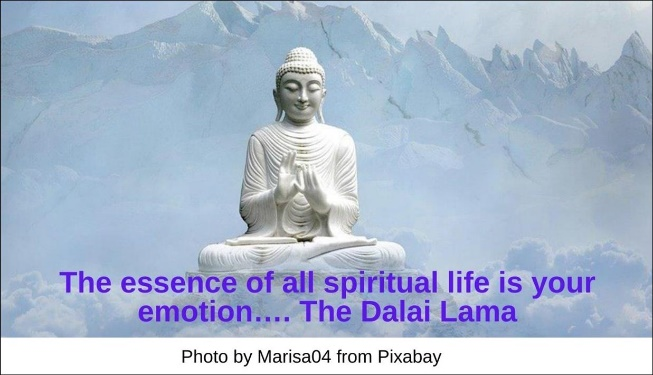 The essence of all spiritual life is your
emotion…. The Dalai Lama
Photo by Marisa04 from Pixabay